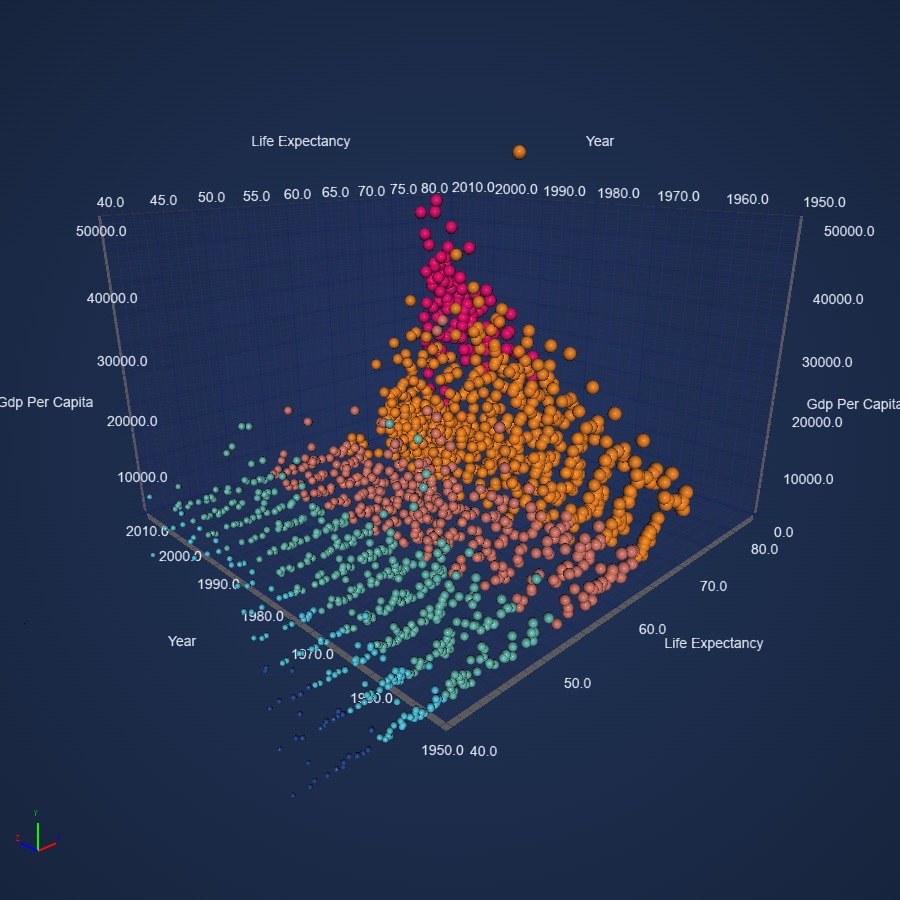 Life Expectancy
Year
40.0 45.0 50.0 55.0 60.0 65.0 70.0 75.0 80.0 2010.0 2000.0 1990.0 1980.0 1970.0 1960.0 1950.0
50000.0 50000.0
40000.0 40000.0
30000.0 30000.0
Gdp Per Capita Gdp Per Capita
20000.0 20000.0
10000.0 10000.0
2010.0 0.0
2000.0 80.0
1990.0 70.0
1980.0 60.0
Year Life Expectancy
1970.0
50.0
1960.0
1950.0 40.0
Y
Z